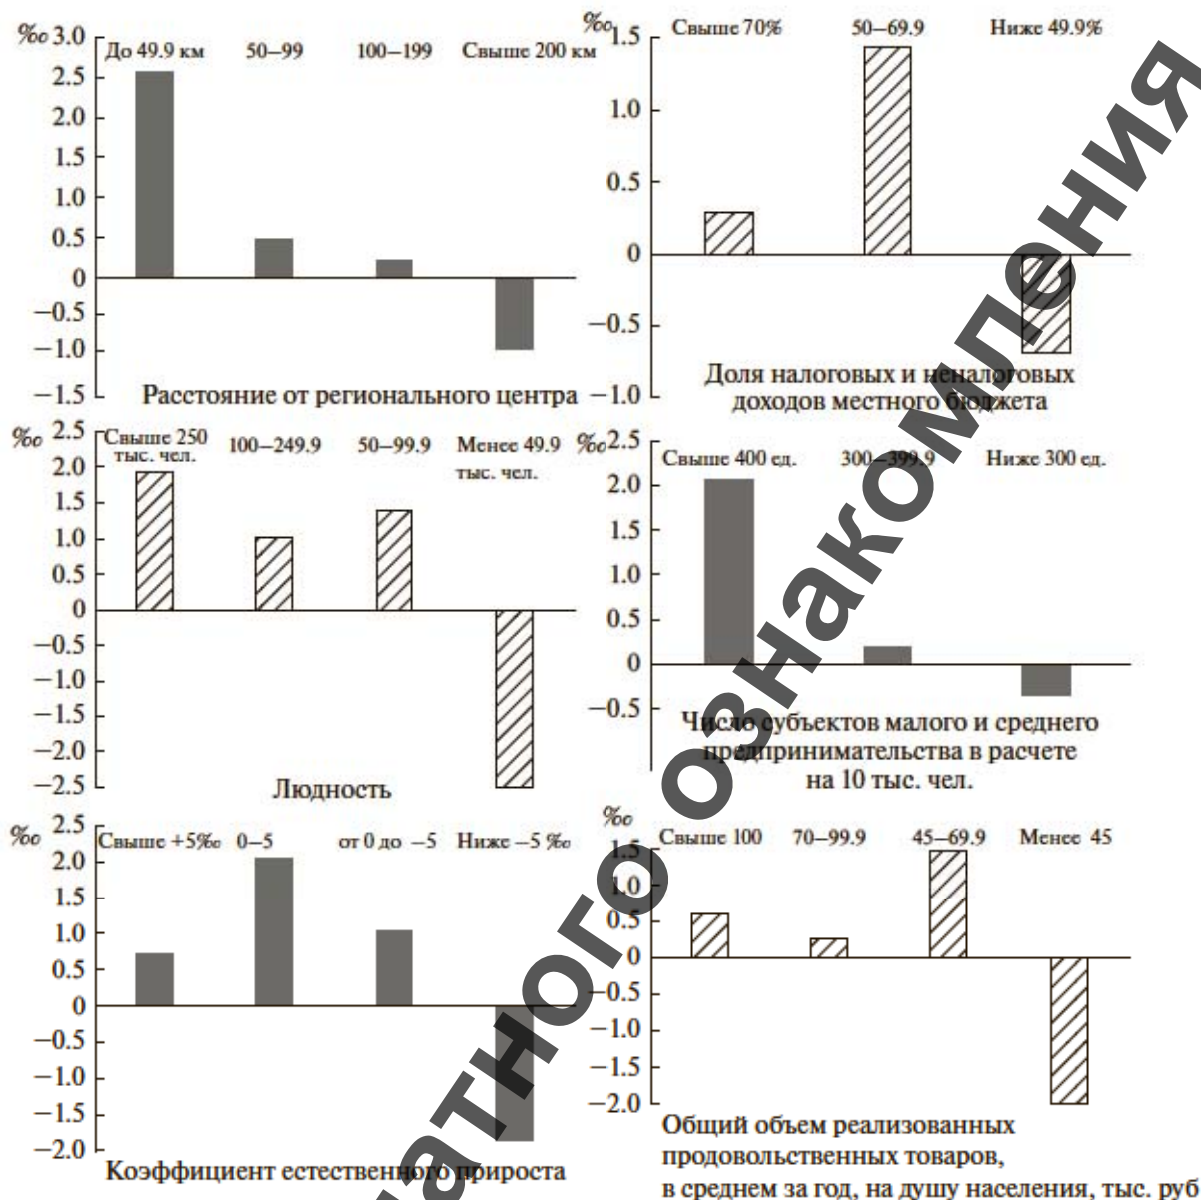 ‰ 3.0
До 49.9 км 50–99 100–199 Свыше 200 км
2.5
2.0
1.5
1.0
0.5
0
−0.5
−1.0
−1.5
Расстояние от регионального центра
‰ 1.5
Свыше 70% 50–69.9 Ниже 49.9%
1.0
0.5
0
−0.5
−1.0
Доля налоговых и неналоговых
доходов местного бюджета
‰ 2.5
Свыше 250
тыс. чел.
100–249.9 50–99.9
Менее 49.9
тыс. чел.
2.0
1.5
1.0
0.5
0
−0.5
−1.0
−1.5
−2.0
−2.5
Людность
‰ 2.5
Свыше 400 ед. 300–399.9 Ниже 300 ед.
2.0
1.5
1.0
0.5
0
−0.5
Число субъектов малого и среднего
предпринимательства в расчете
на 10 тыс. чел.
‰ 2.5
Свыше +5‰ 0–5 от 0 до −5 Ниже −5 ‰
2.0
1.5
1.0
0.5
0
−0.5
−1.0
−1.5
−2.0
Коэффициент естественного прироста
‰
Свыше 100 70–99.9 45–69.9 Менее 45
1.5
1.0
0.5
0
−0.5
−1.0
−1.5
−2.0
Общий объем реализованных
продовольственных товаров,
в среднем за год, на душу населения, тыс. руб
атного ознакомления